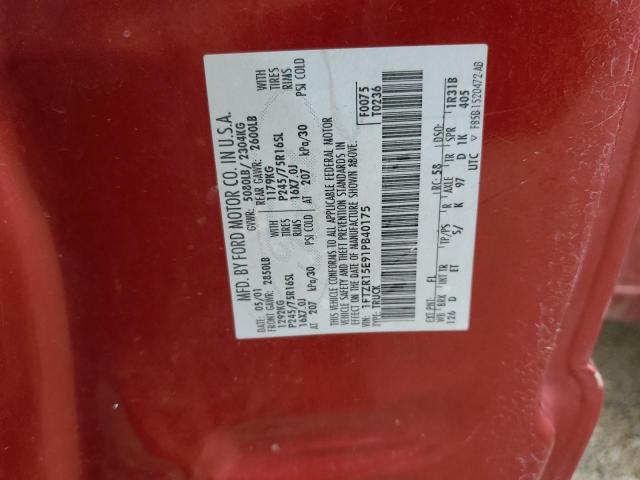 MFD. BY FORD MOTOR CO. IN U.S.A.
DATE: 05/01 GVWR: 5080LB/ 2304KG
FRONT GAWR: 2850LB REAR GAWR: 2600LB
1292KG WITH 1179KG WITH
P245/75R16SL TIRES P245/75R16SL TIRES
16X7.0J RIMS 16X7.0J RIMS
AT 207 kPa/30 PSI COLD AT 207 kPa/30 PSI COLD
THIS VEHICLE CONFORMS TO ALL APPLICABLE FEDERAL MOTOR
VEHICLE SAFETY AND THEFT PREVENTION STANDARDS IN
EFFECT ON THE DATE OF MANUFACTURE SHOWN ABOVE.
VIN: 1FTZR15E91PB40175 F0075
TYPE: TRUCK T0236
EXT PNT: FL RC: 58 DSO:
WB BRK INT TR TP/PS R AXLE TR SPR 1R31B
126 D ET S/ K 97 D 1K 405
UTC ▽ F85B-1520472-AB